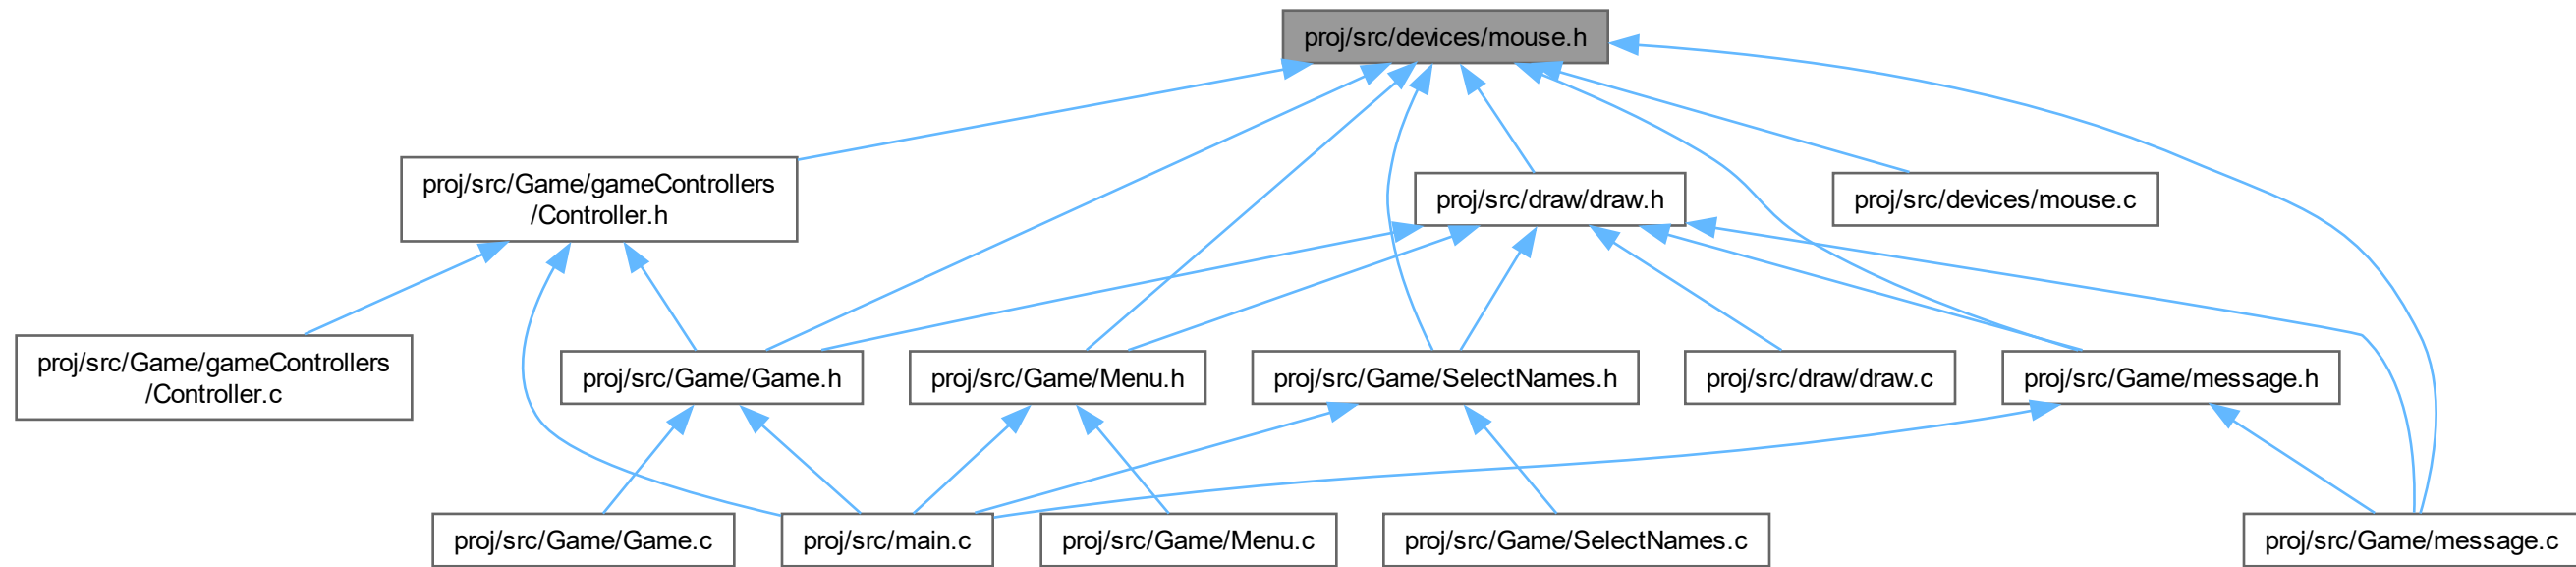 proj/src/devices/mouse.h
proj/src/Game/gameControllers
/Controller.h
proj/src/draw/draw.h
proj/src/devices/mouse.c
proj/src/Game/gameControllers
/Controller.c
proj/src/Game/Game.h
proj/src/Game/Menu.h
proj/src/Game/SelectNames.h
proj/src/draw/draw.c
proj/src/Game/message.h
proj/src/Game/Game.c
proj/src/main.c
proj/src/Game/Menu.c
proj/src/Game/SelectNames.c
proj/src/Game/message.c